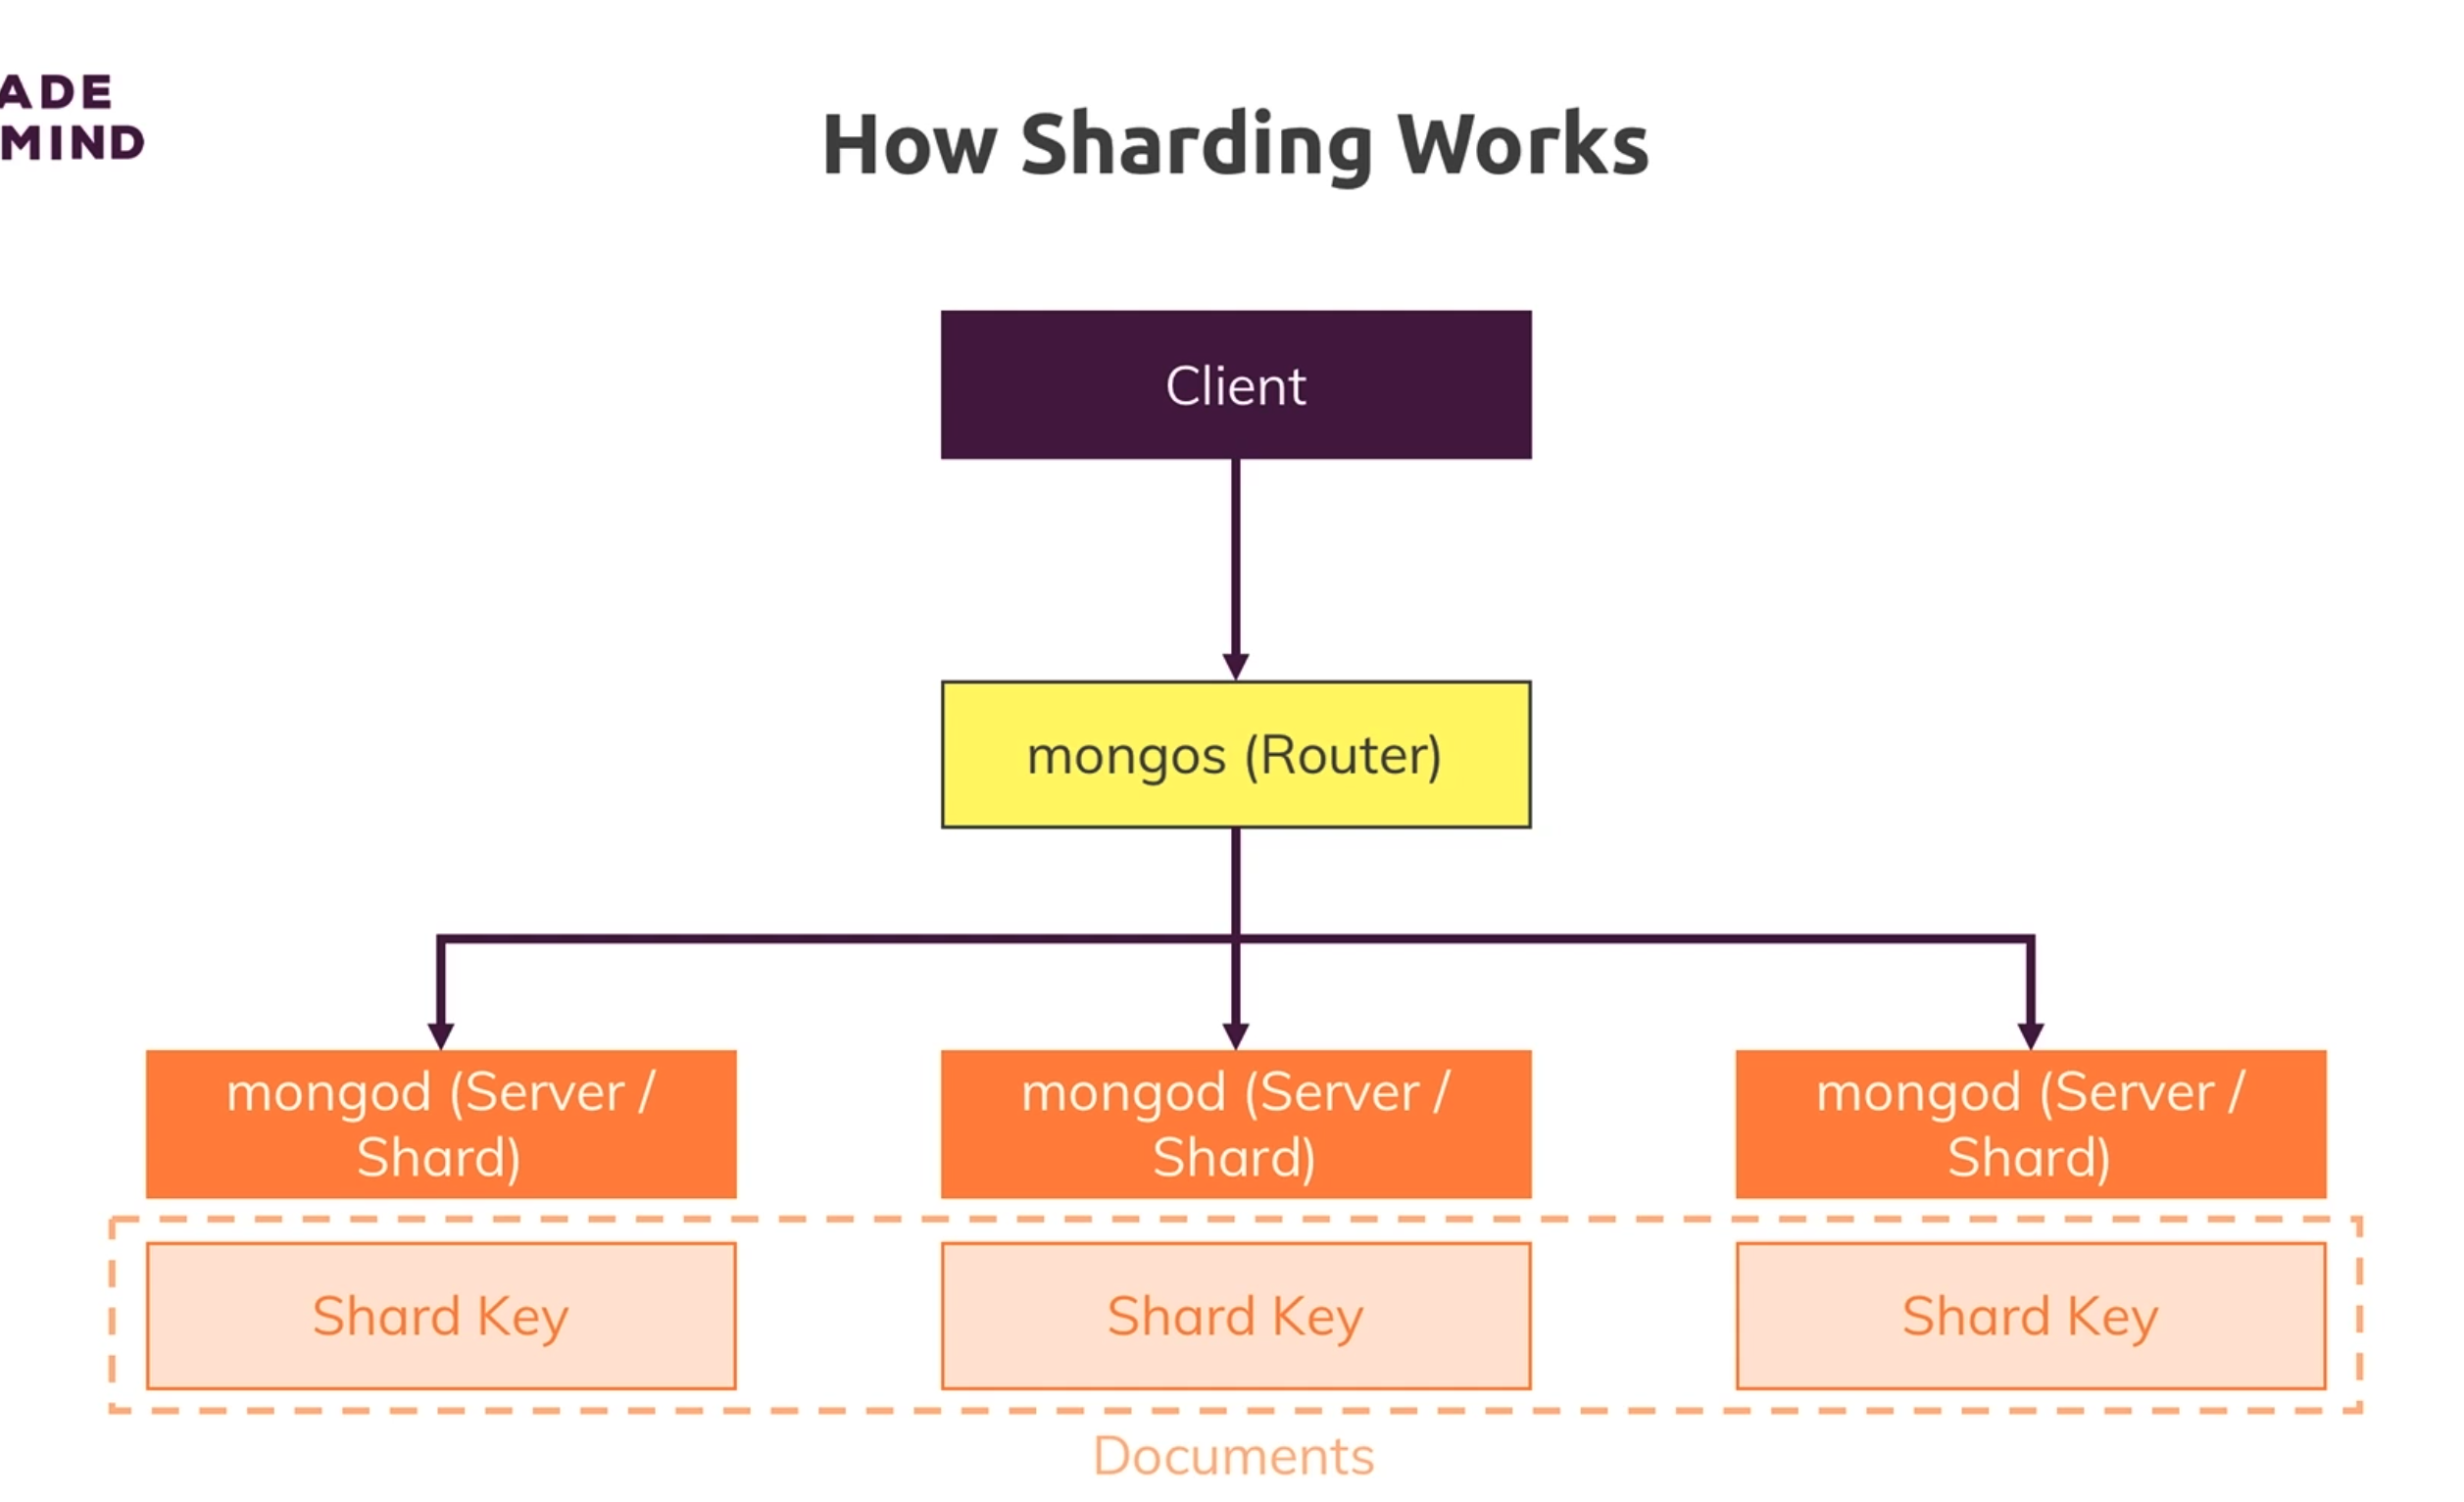 ADE
MIND
How Sharding Works
Client
mongos (Router)
mongod (Server /
Shard)
mongod (Server /
Shard)
mongod (Server /
Shard)
Shard Key
Shard Key
Shard Key
Documents